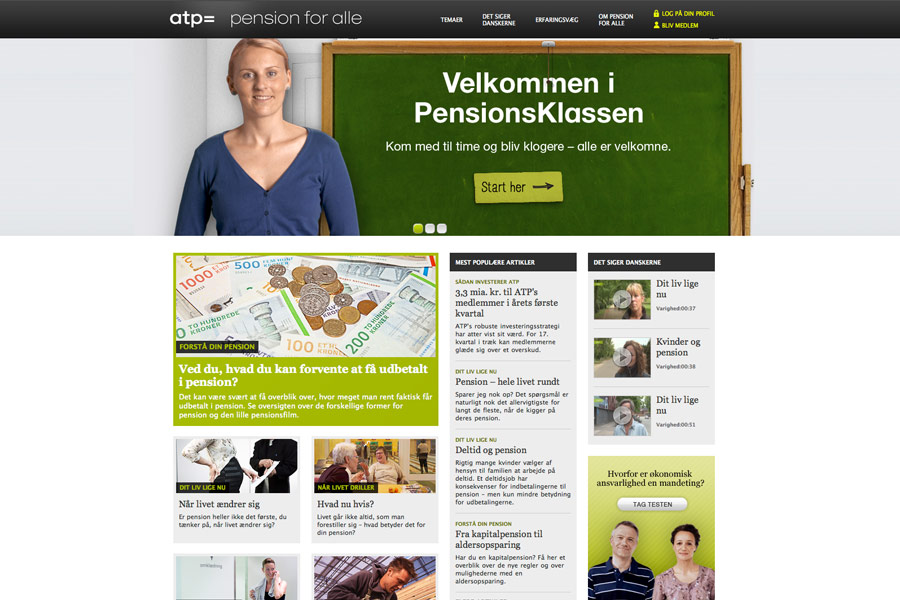 atp= pension for alle
TEMAER
DET SIGER
DANSKERNE
ERFARINGSVÆG
OM PENSION
FOR ALLE
LOG PÅ DIN PROFIL
BLIV MEDLEM
Velkommen i
PensionsKlassen
Kom med til time og bliv klogere – alle er velkomne.
Start her
1000 KRONER
500
TO HUNDREDE
KRONER
100
200 KRONER
FORSTÅ DIN PENSION
Ved du, hvad du kan forvente at få udbetalt
i pension?
Det kan være svært at få overblik over, hvor meget man rent faktisk får
udbetalt i pension. Se oversigten over de forskellige former for
pension og den lille pensionsfilm.
DIT LIV LIGE NU
Når livet ændrer sig
Er pension heller ikke det første, du
tænker på, når livet ændrer sig?
NÅR LIVET DRILLER
Hvad nu hvis?
Livet går ikke altid, som man
forestiller sig – hvad betyder det for
din pension?
MEST POPULÆRE ARTIKLER
SÅDAN INVESTERER ATP
3,3 mia. kr. til ATP's
medlemmer i årets første
kvartal
ATP's robuste investeringsstrategi
har atter vist sit værd. For 17.
kvartal i træk kan medlemmerne
glæde sig over et overskud.
DIT LIV LIGE NU
Pension – hele livet rundt
Sparer jeg nok op? Det spørgsmål er
naturligt nok det allervigtigste for
langt de fleste, når de kigger på
deres pension.
DIT LIV LIGE NU
Deltid og pension
Rigtig mange kvinder vælger af
hensyn til familien at arbejde på
deltid. Et deltidsjob har
konsekvenser for indbetalingerne til
pension – men kun mindre betydning
for udbetalingerne.
FORSTÅ DIN PENSION
Fra kapitalpension til
aldersopsparing
Har du en kapitalpension? Få her et
overblik over de nye regler og over
mulighederne med en
aldersopsparing.
DET SIGER DANSKERNE
Dit liv lige
nu
Varighed:00:37
Kvinder og
pension
Varighed:00:38
Dit liv lige
nu
Varighed:00:51
Hvorfor er økonomisk
ansvarlighed en mandeting?
TAG TESTEN